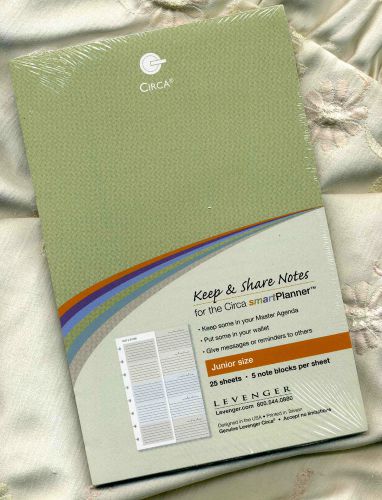 CIRCA®
Keep & Share Notes
for the Circa smartPlanner™
• Keep some in your Master Agenda
• Put some in your wallet
• Give messages or reminders to others
Junior size
25 sheets • 5 note blocks per sheet
LEVENGER
Levenger.com 800.544.0880
Designed in the USA • Printed in Taiwan
Genuine Levenger Circa® • Accept no imitations